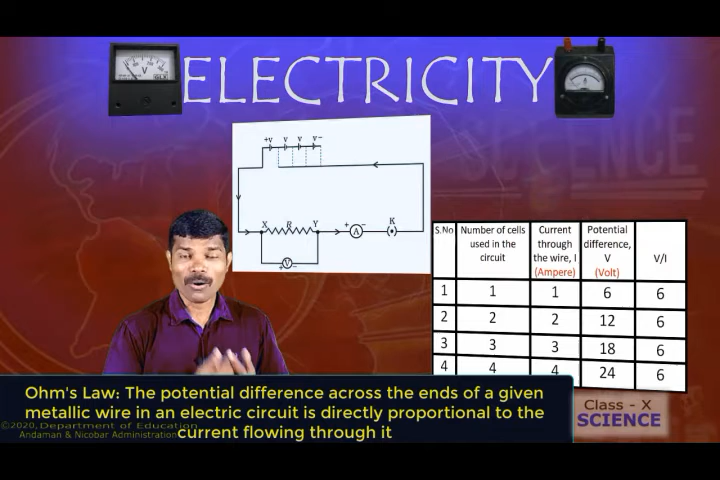 ELECTRICITY
+v v v v-
X R Y + A - K
+ V -
S.No Number of cells used in the circuit Current through the wire, I (Ampere) Potential difference, V (Volt) V/I
1 1 1 6 6
2 2 2 12 6
3 3 3 18 6
4 4 4 24 6
Ohm's Law: The potential difference across the ends of a given
metallic wire in an electric circuit is directly proportional to the
current flowing through it
©2020, Department of Education
Andaman & Nicobar Administration
Class - X
SCIENCE